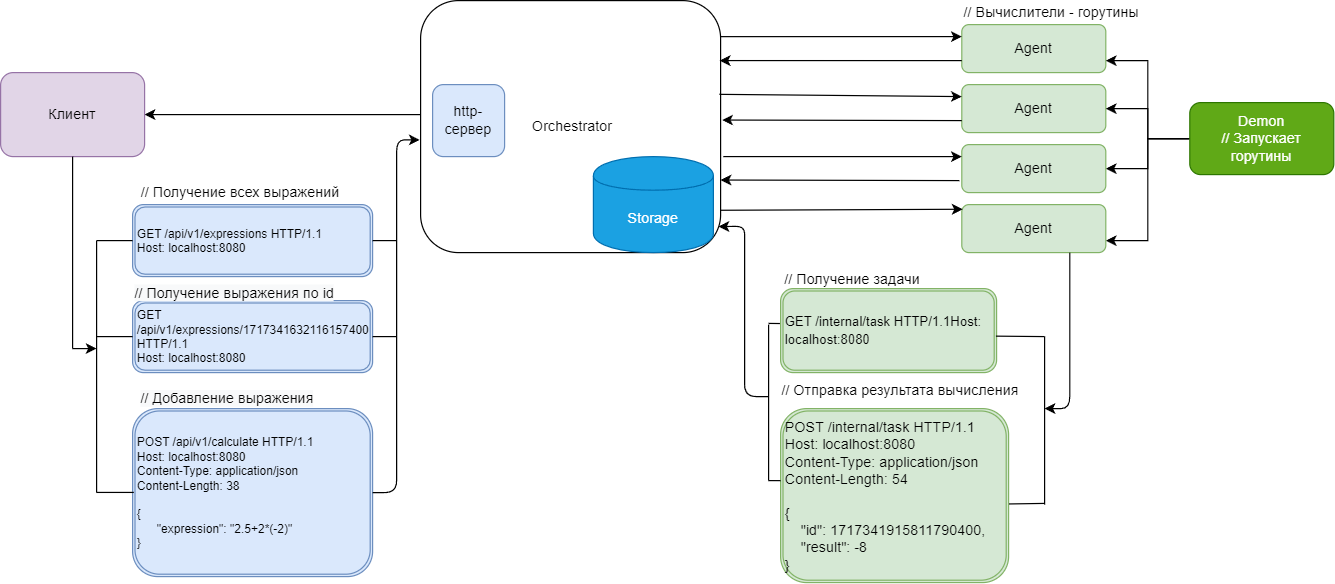 // Вычислители - горутины
Agent
Agent
Agent
Agent
Demon
// Запускает
горутины
Клиент
http-
сервер
Orchestrator
Storage
// Получение всех выражений
GET /api/v1/expressions HTTP/1.1
Host: localhost:8080
// Получение выражения по id
GET
/api/v1/expressions/1717341632116157400
HTTP/1.1
Host: localhost:8080
// Добавление выражения
POST /api/v1/calculate HTTP/1.1
Host: localhost:8080
Content-Type: application/json
Content-Length: 38
{
"expression": "2.5+2*(-2)"
}
// Получение задачи
GET /internal/task HTTP/1.1Host:
localhost:8080
// Отправка результата вычисления
POST /internal/task HTTP/1.1
Host: localhost:8080
Content-Type: application/json
Content-Length: 54
{
"id": 1717341915811790400,
"result": -8
}